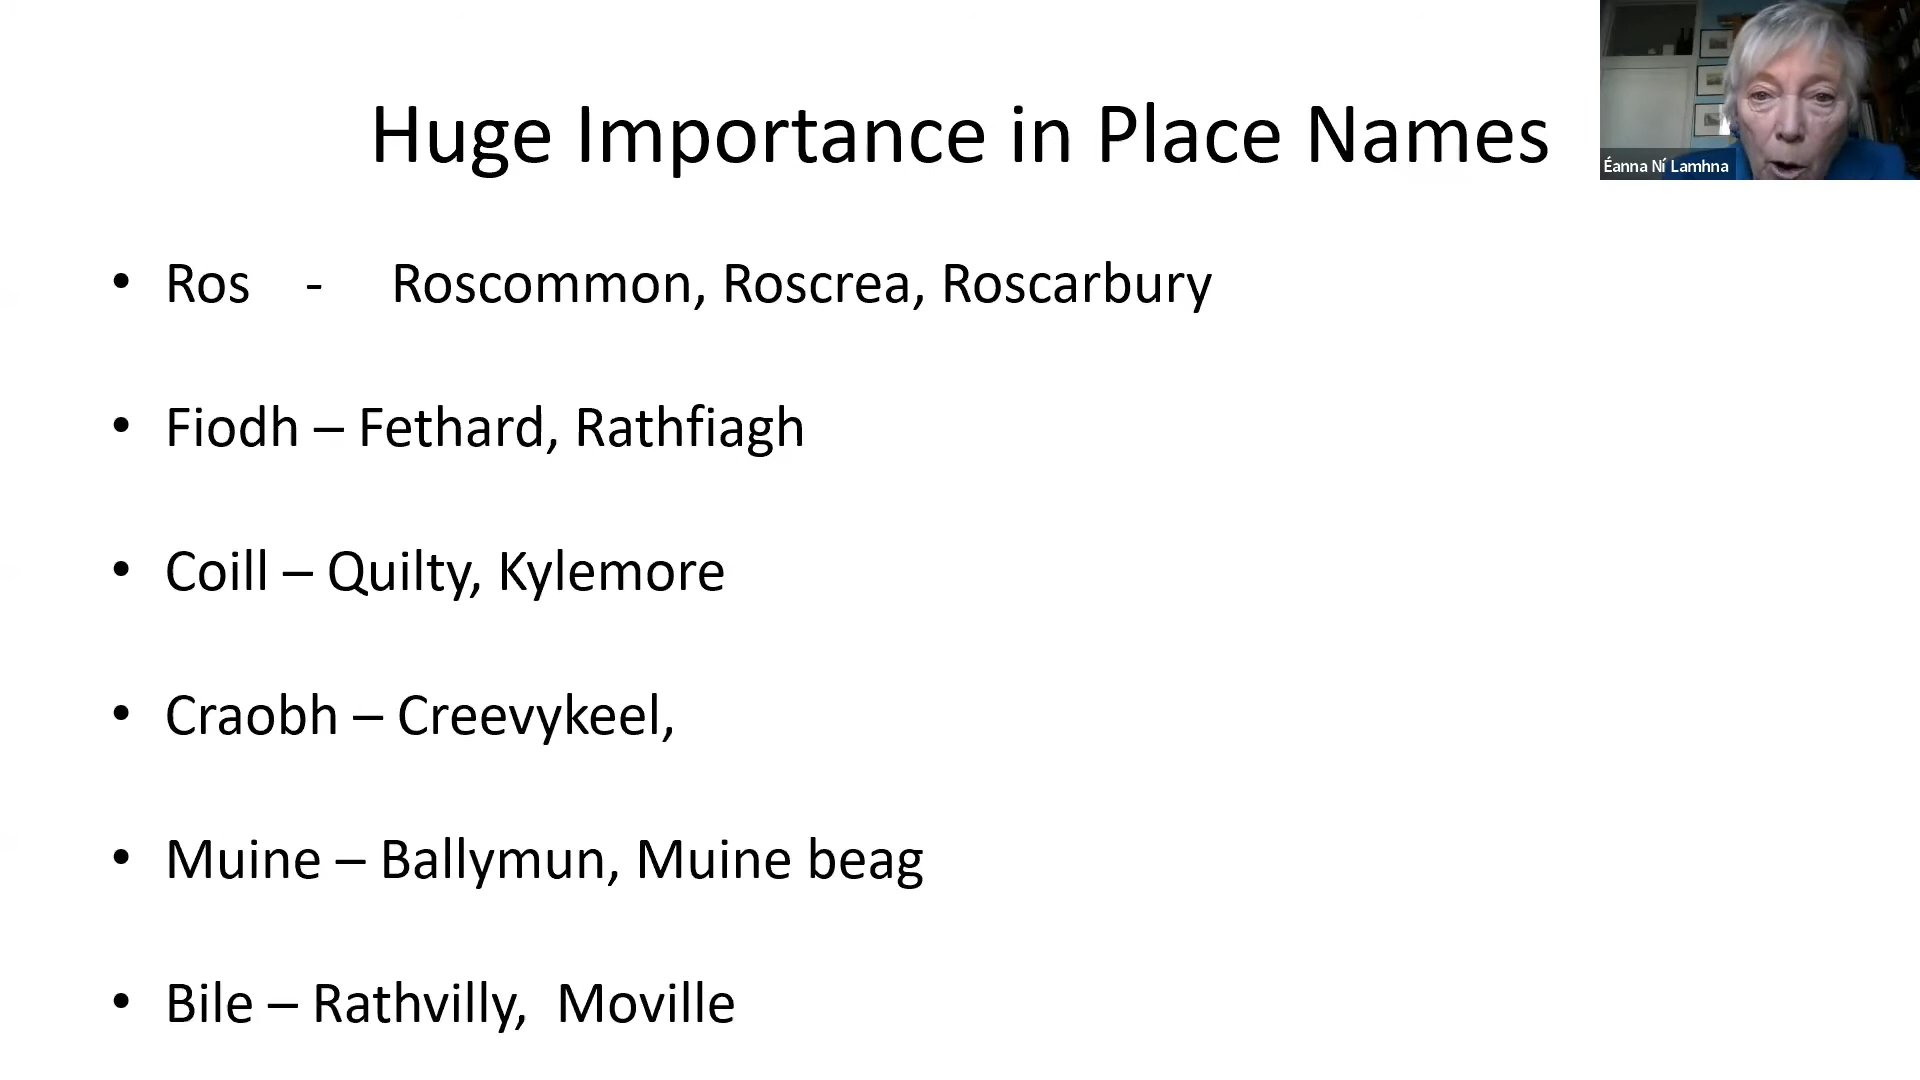 Huge Importance in Place Names
Éanna Ní Lamhna
• Ros - Roscommon, Roscrea, Roscarbury
• Fiodh – Fethard, Rathfiagh
• Coill – Quilty, Kylemore
• Craobh – Creevykeel,
• Muine – Ballymun, Muine beag
• Bile – Rathvilly, Moville